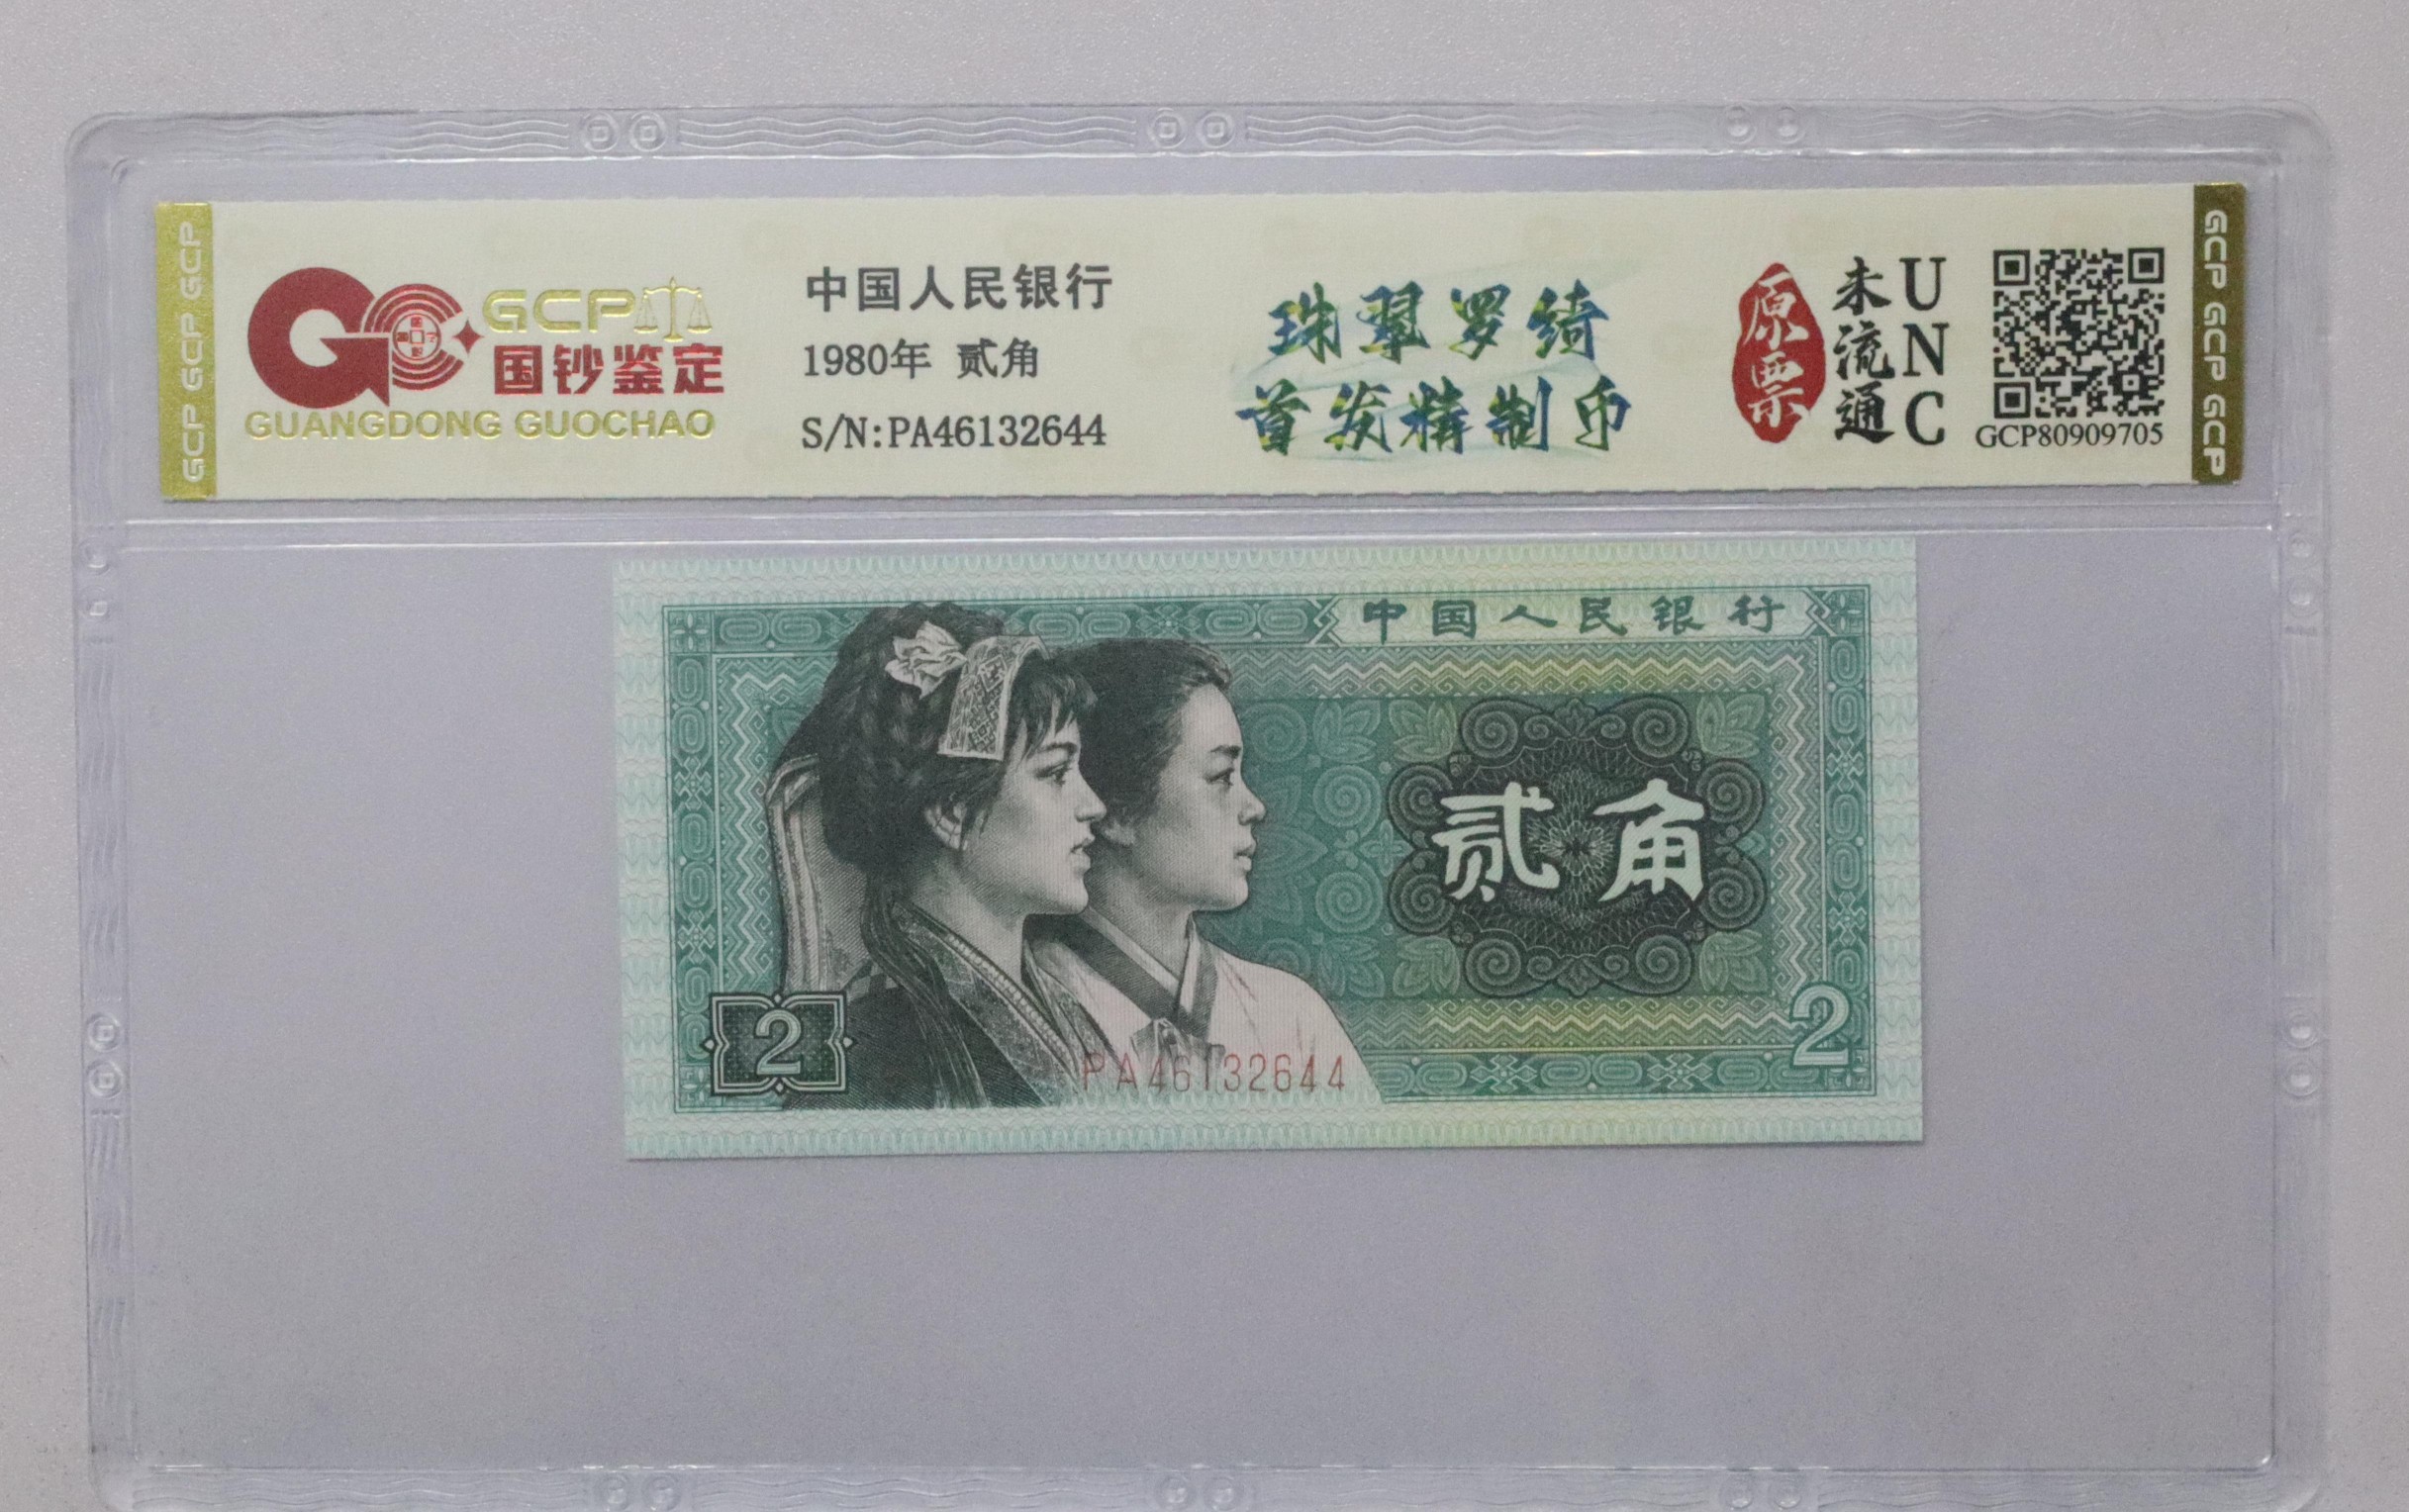 GCP GCP GCP GCP
GCP
国钞鉴定
GUANGDONG GUOCHAO
中国人民银行
1980年 贰角
S/N:PA46132644
珠翠罗绮
首发精制币
原票
未流通
UNC
GCP80909705
GCP GCP GCP GCP
中国人民银行
贰角
2
PA46132644
2